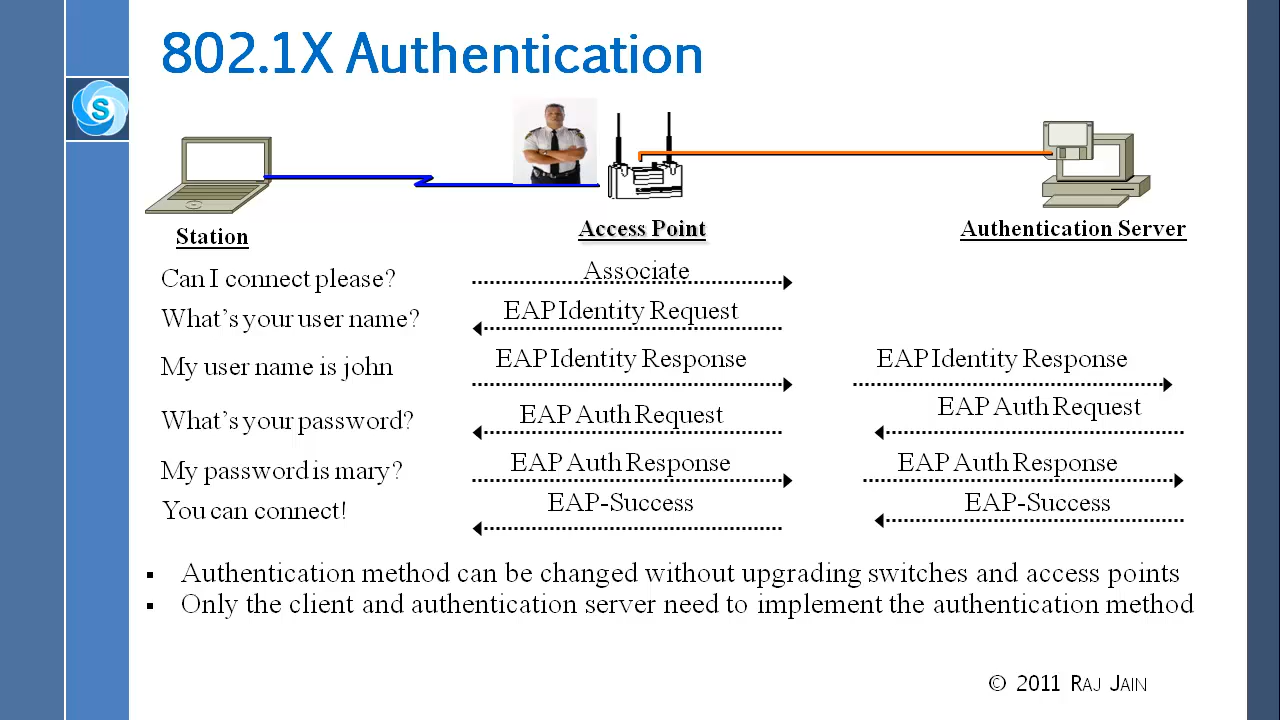 802.1X Authentication
S
Station
Access Point
Authentication Server
Can I connect please?
Associate
What's your user name?
EAP Identity Request
My user name is john
EAP Identity Response
EAP Identity Response
What's your password?
EAP Auth Request
EAP Auth Request
My password is mary?
EAP Auth Response
EAP Auth Response
You can connect!
EAP-Success
EAP-Success
▪ Authentication method can be changed without upgrading switches and access points
▪ Only the client and authentication server need to implement the authentication method
© 2011 RAJ JAIN